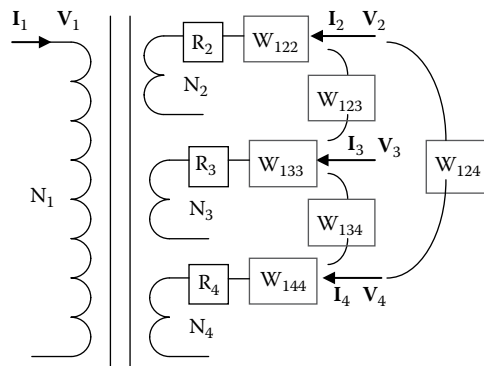 I₁ V₁ R₂ W₁₂₂ I₂ V₂
N₂
W₁₂₃
I₃ V₃
R₃ W₁₃₃
W₁₂₄
N₁ N₃
W₁₃₄
R₄ W₁₄₄
I₄ V₄
N₄